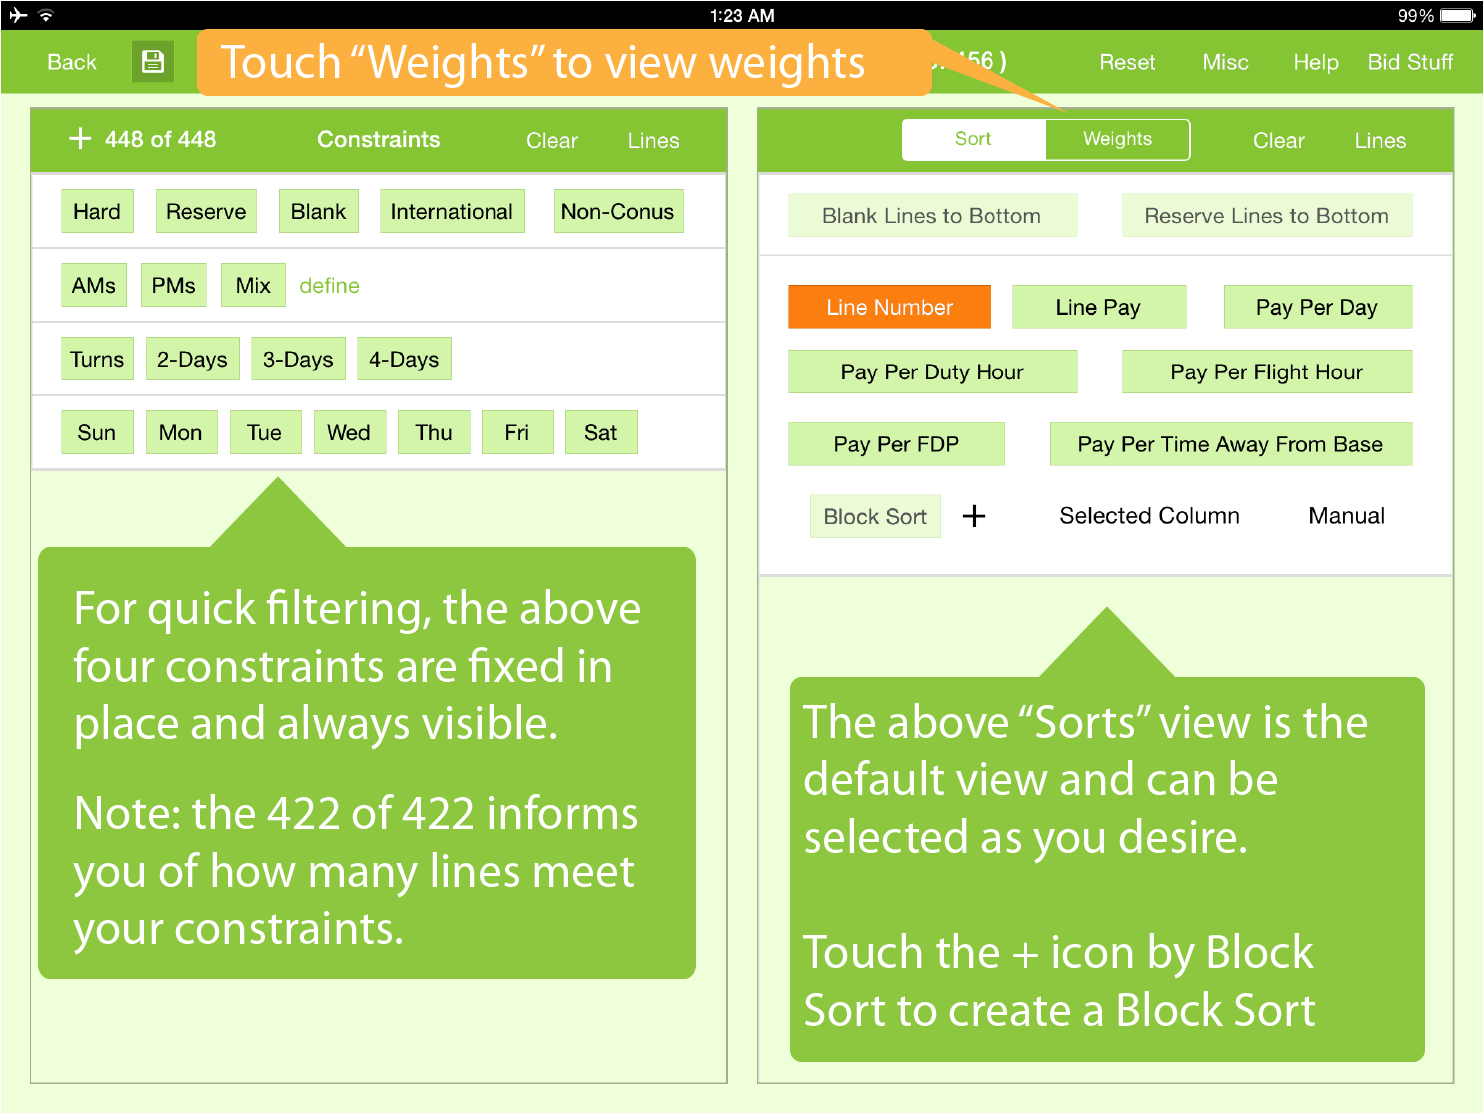 1:23 AM
99%
Back
Touch “Weights” to view weights
56 )
Reset
Misc
Help
Bid Stuff
+ 448 of 448
Constraints
Clear
Lines
Sort
Weights
Clear
Lines
Hard
Reserve
Blank
International
Non-Conus
AMs
PMs
Mix
define
Turns
2-Days
3-Days
4-Days
Sun
Mon
Tue
Wed
Thu
Fri
Sat
Blank Lines to Bottom
Reserve Lines to Bottom
Line Number
Line Pay
Pay Per Day
Pay Per Duty Hour
Pay Per Flight Hour
Pay Per FDP
Pay Per Time Away From Base
Block Sort
+
Selected Column
Manual
For quick filtering, the above
four constraints are fixed in
place and always visible.
Note: the 422 of 422 informs
you of how many lines meet
your constraints.
The above “Sorts” view is the
default view and can be
selected as you desire.
Touch the + icon by Block
Sort to create a Block Sort